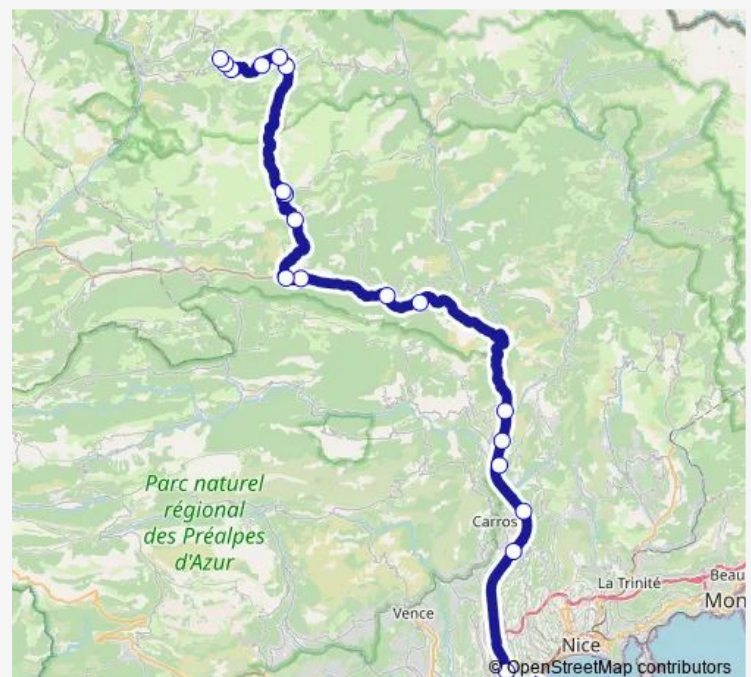 Parc naturel
régional
des Préalpes
d'Azur
Carros
La Trinité
Beau
Mon
Vence
Nice
© OpenStreetMap contributors